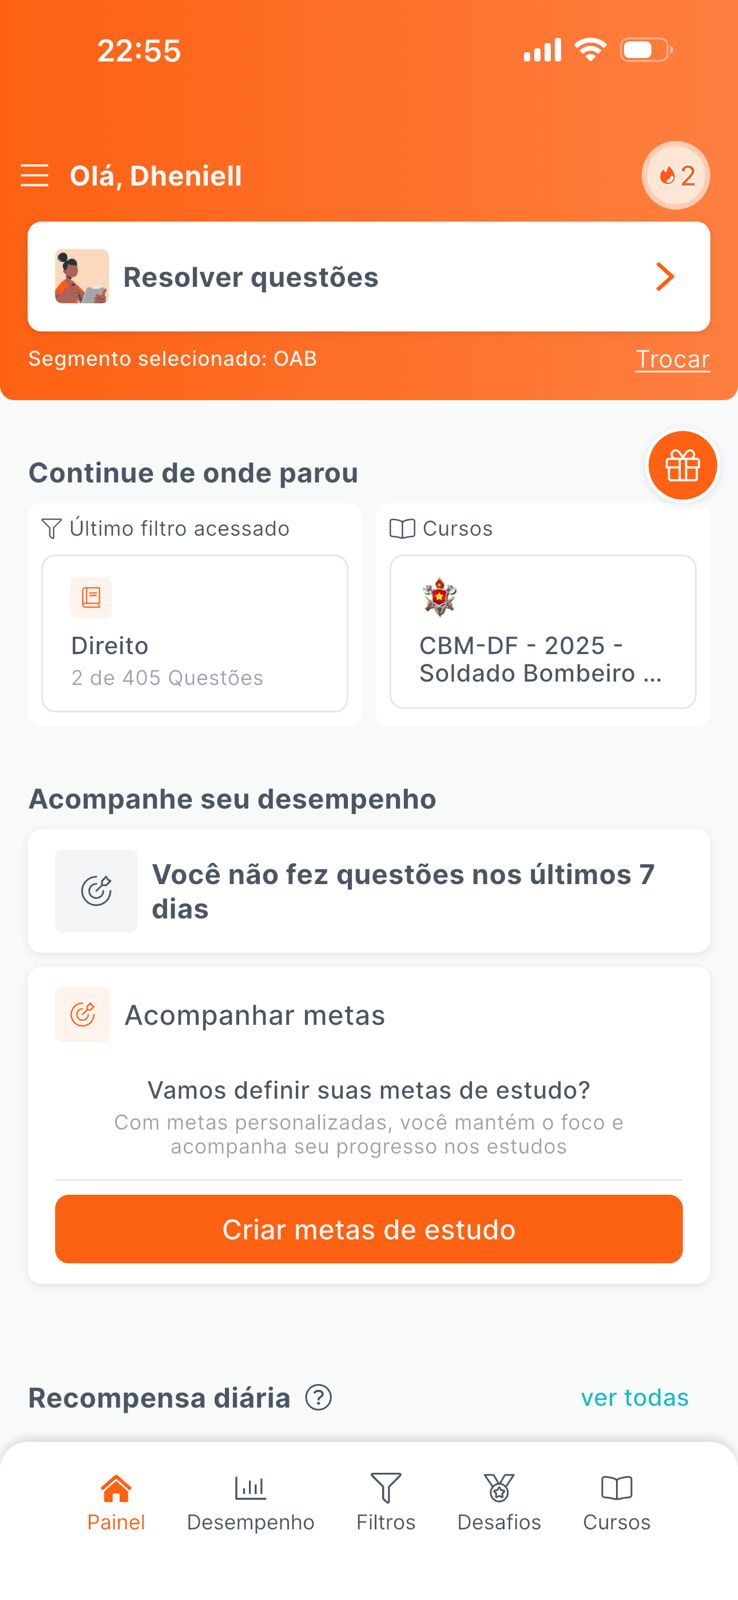 22:55
Olá, Dheniell
2
Resolver questões
Segmento selecionado: OAB
Trocar
Continue de onde parou
Último filtro acessado
Direito
2 de 405 Questões
Cursos
CBM-DF - 2025 -
Soldado Bombeiro ...
Acompanhe seu desempenho
Você não fez questões nos últimos 7
dias
Acompanhar metas
Vamos definir suas metas de estudo?
Com metas personalizadas, você mantém o foco e
acompanha seu progresso nos estudos
Criar metas de estudo
Recompensa diária ?
ver todas
Painel
Desempenho
Filtros
Desafios
Cursos